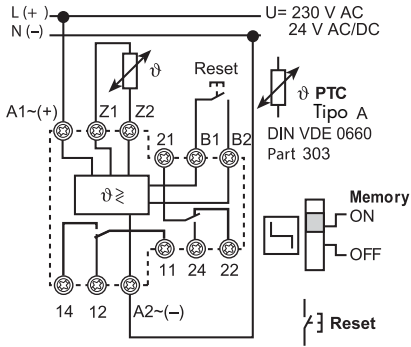 L (+)
U= 230 V AC
N (–)
24 V AC/DC
ϑ
Reset
ϑ PTC
Tipo A
DIN VDE 0660
Part 303
A1~(+)
Z1
Z2
21
B1
B2
ϑ ≥
Memory
ON
OFF
11
24
22
14
12
A2~(–)
Reset